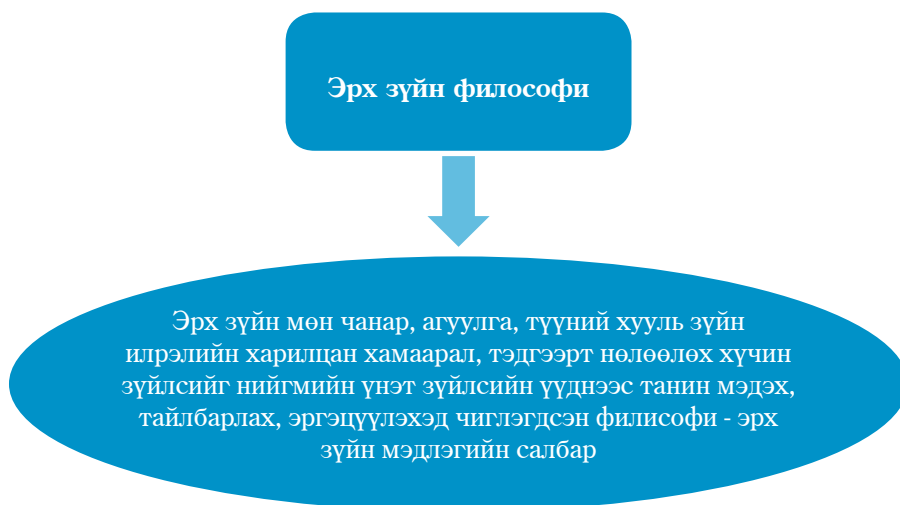 Эрх зүйн философи
Эрх зүйн мөн чанар, агуулга, түүний хууль зүйн
илрэлийн харилцан хамаарал, тэдгээрт нөлөөлөх хүчин
зүйлсийг нийгмийн үнэт зүйлсийн үүднээс танин мэдэх,
тайлбарлах, эргэцүүлэхэд чиглэгдсэн филисофи - эрх
зүйн мэдлэгийн салбар